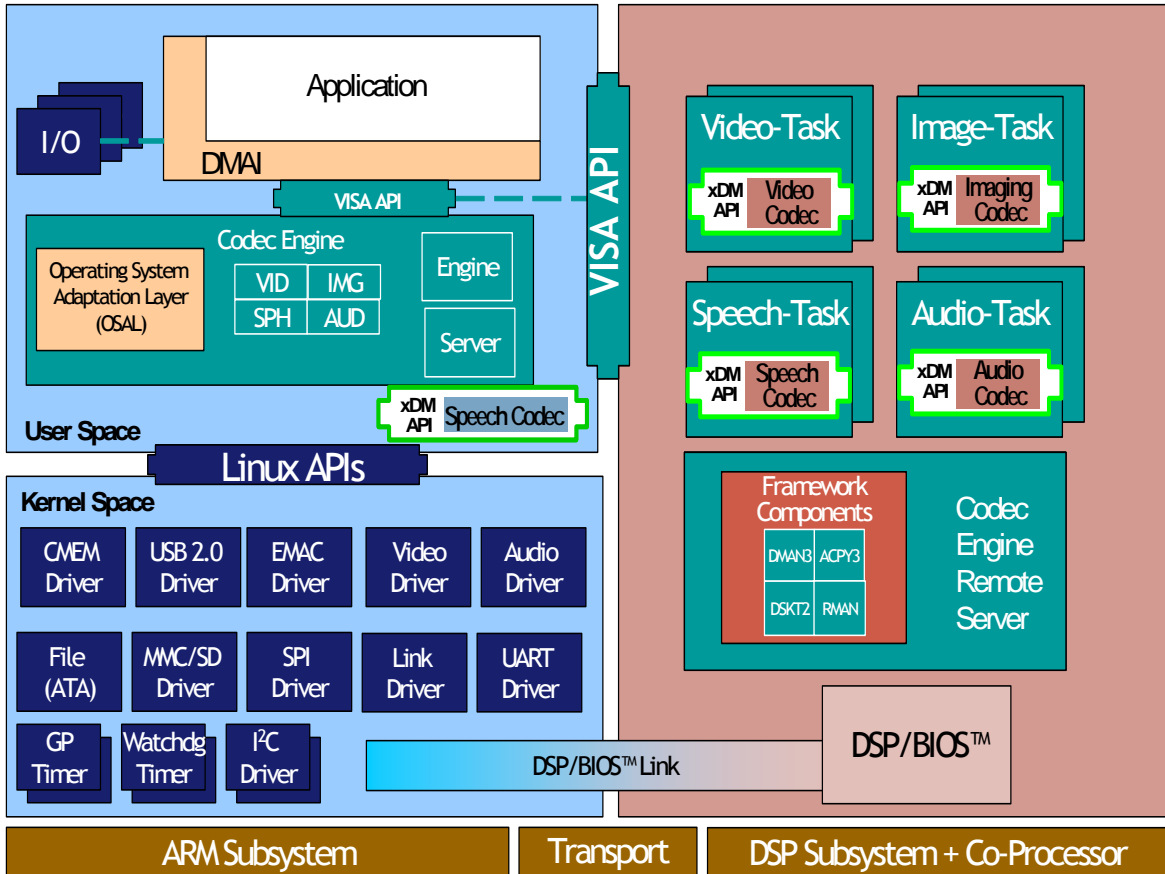 Application
I/O
DMAI
VISA API
Codec Engine
Operating System
Adaptation Layer
(OSAL)
VID
IMG
SPH
AUD
Engine
Server
xDM
API
Speech Codec
User Space
VISA API
Linux APIs
Kernel Space
CMEM
Driver
USB 2.0
Driver
EMAC
Driver
Video
Driver
Audio
Driver
File
(ATA)
MMC/SD
Driver
SPI
Driver
Link
Driver
UART
Driver
GP
Timer
Watchdg
Timer
I²C
Driver
DSP/BIOS™ Link
Video-Task
xDM
API
Video
Codec
Image-Task
xDM
API
Imaging
Codec
Speech-Task
xDM
API
Speech
Codec
Audio-Task
xDM
API
Audio
Codec
Framework
Components
DMAN3
ACPY3
DSKT2
RMAN
Codec
Engine
Remote
Server
DSP/BIOS™
ARM Subsystem
Transport
DSP Subsystem + Co-Processor